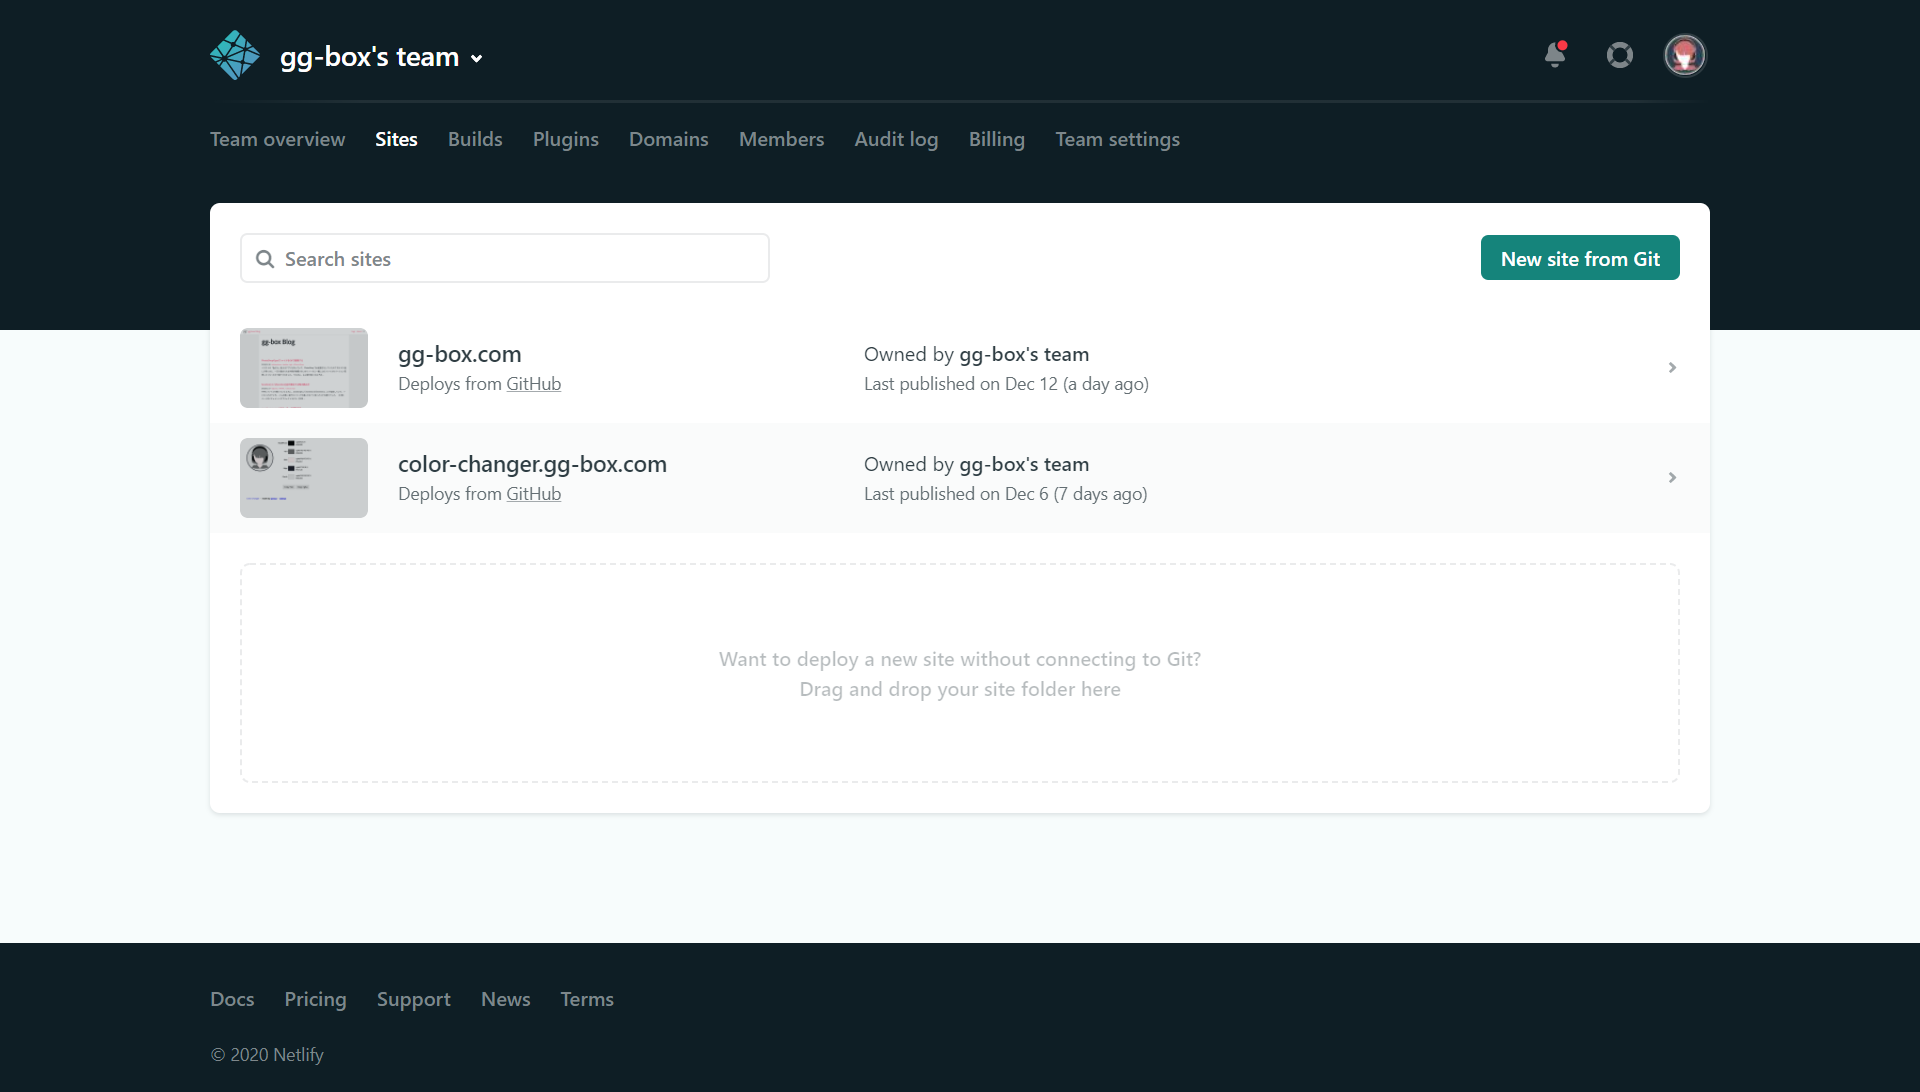 gg-box's team
Team overview Sites Builds Plugins Domains Members Audit log Billing Team settings
Search sites
New site from Git
gg-box Blog
gg-box.com
Deploys from GitHub
Owned by gg-box's team
Last published on Dec 12 (a day ago)
color-changer.gg-box.com
Deploys from GitHub
Owned by gg-box's team
Last published on Dec 6 (7 days ago)
Want to deploy a new site without connecting to Git?
Drag and drop your site folder here
Docs Pricing Support News Terms
© 2020 Netlify